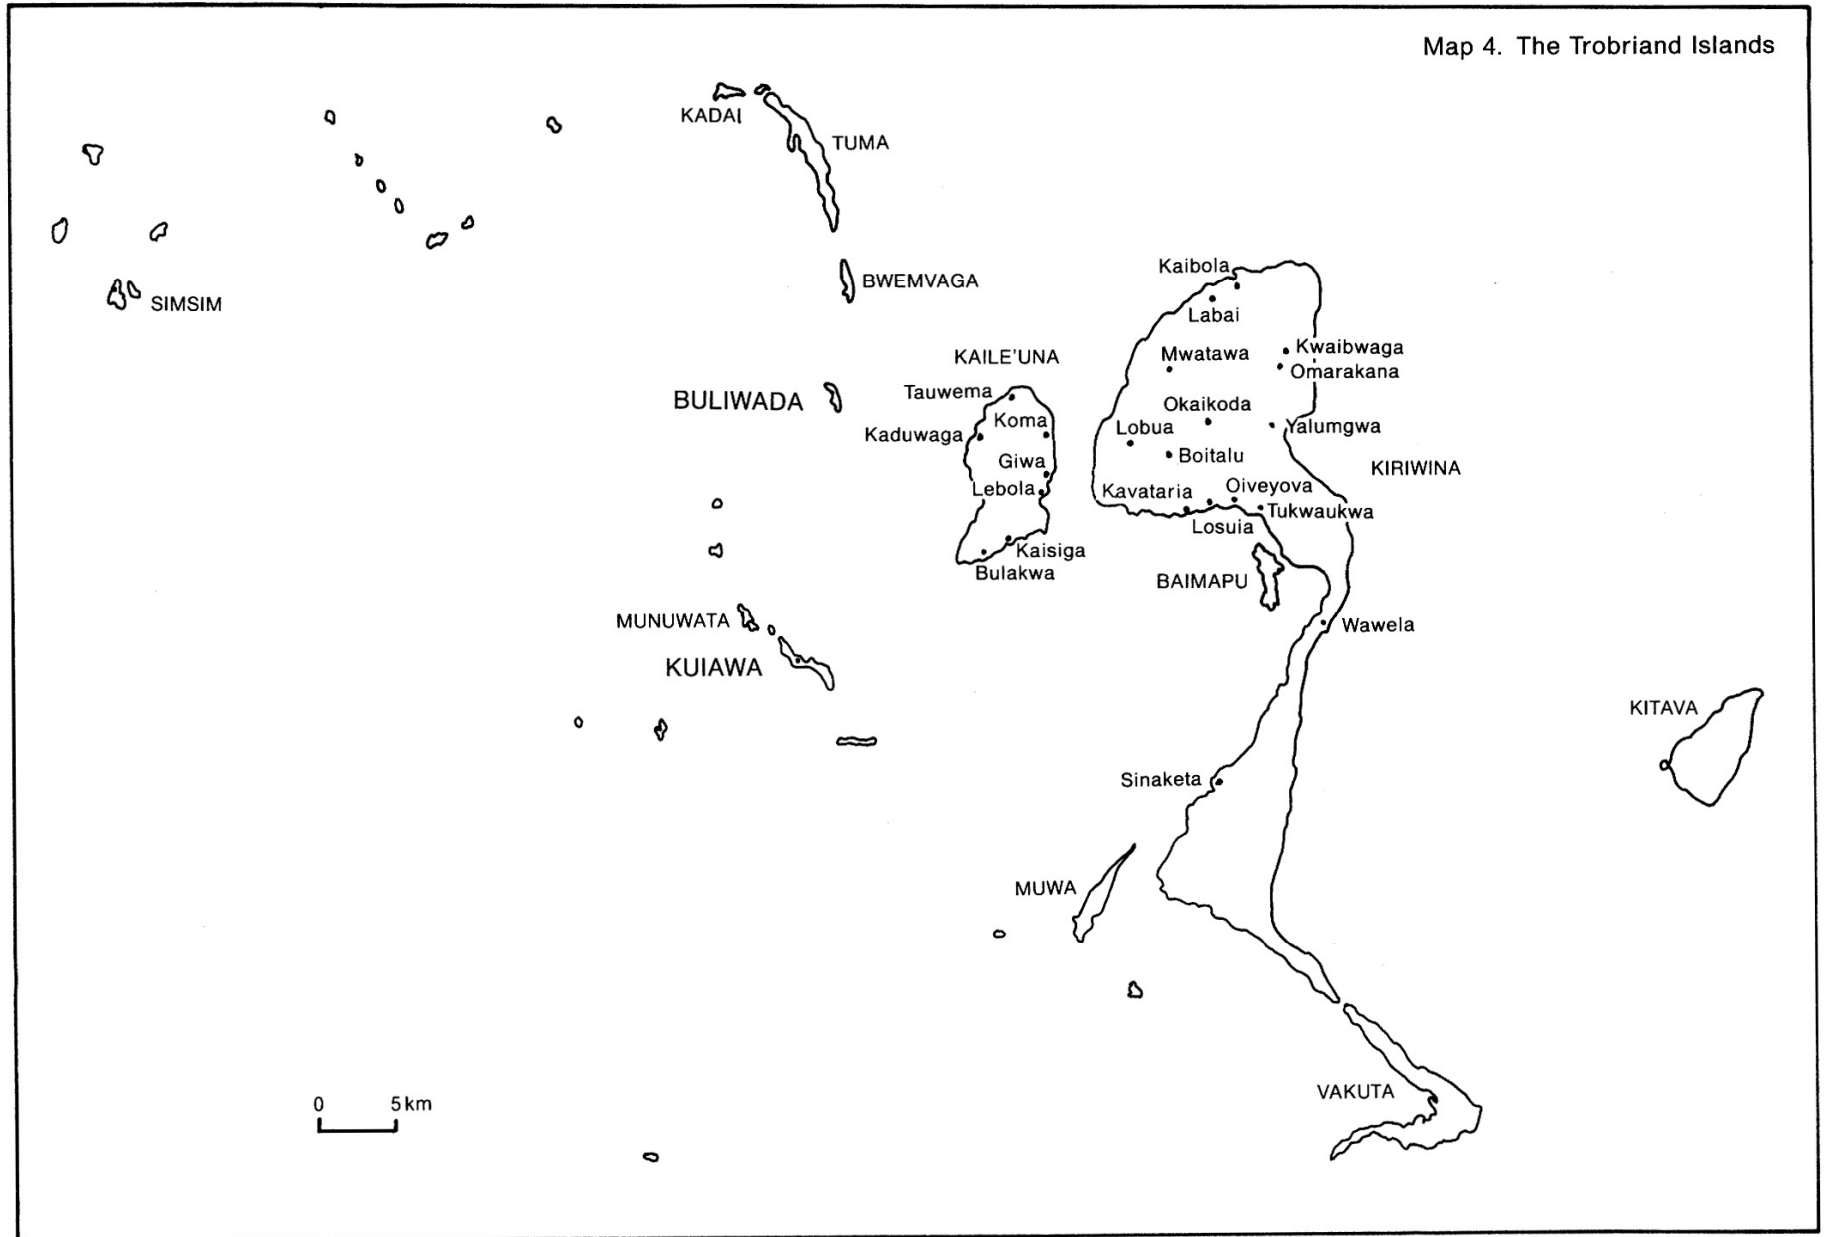 Map 4. The Trobriand Islands
KADAI
TUMA
SIMSIM
BWEMVAGA
BULIWADA
KAILE'UNA
Tauwema
Kaduwaga
Koma
Giwa
Lebola
Kaisiga
Bulakwa
Kaibola
Labai
Mwatawa
Kwaibwaga
Omarakana
Okaikoda
Lobua
Yalumgwa
Boitalu
KIRIWINA
Kavataria
Oiveyova
Tukwaukwa
Losuia
BAIMAPU
MUNUWATA
KUIAWA
Wawela
KITAVA
Sinaketa
MUWA
VAKUTA
0 5 km